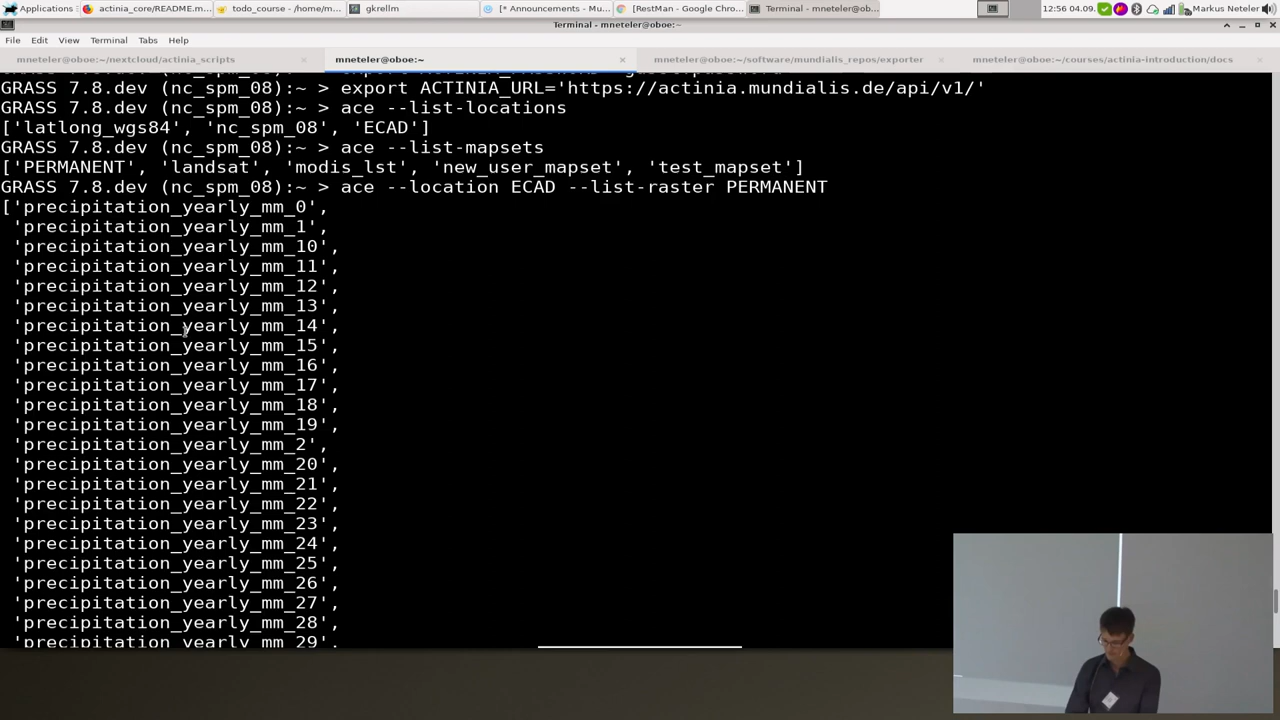 Applications
actinia_core/README.m...
todo_course - /home/m...
gkrellm
[* Announcements - Mu...
[RestMan - Google Chro...
Terminal - mneteler@ob...
12:56 04.09.
Markus Neteler
Terminal - mneteler@oboe:~
File Edit View Terminal Tabs Help
mneteler@oboe:~/nextcloud/actinia_scripts
mneteler@oboe:~
mneteler@oboe:~/software/mundialis_repos/exporter
mneteler@oboe:~/courses/actinia-introduction/docs
GRASS 7.8.dev (nc_spm_08):~ > export ACTINIA_URL='https://actinia.mundialis.de/api/v1/'
GRASS 7.8.dev (nc_spm_08):~ > ace --list-locations
['latlong_wgs84', 'nc_spm_08', 'ECAD']
GRASS 7.8.dev (nc_spm_08):~ > ace --list-mapsets
['PERMANENT', 'landsat', 'modis_lst', 'new_user_mapset', 'test_mapset']
GRASS 7.8.dev (nc_spm_08):~ > ace --location ECAD --list-raster PERMANENT
['precipitation_yearly_mm_0',
'precipitation_yearly_mm_1',
'precipitation_yearly_mm_10',
'precipitation_yearly_mm_11',
'precipitation_yearly_mm_12',
'precipitation_yearly_mm_13',
'precipitation_yearly_mm_14',
'precipitation_yearly_mm_15',
'precipitation_yearly_mm_16',
'precipitation_yearly_mm_17',
'precipitation_yearly_mm_18',
'precipitation_yearly_mm_19',
'precipitation_yearly_mm_2',
'precipitation_yearly_mm_20',
'precipitation_yearly_mm_21',
'precipitation_yearly_mm_22',
'precipitation_yearly_mm_23',
'precipitation_yearly_mm_24',
'precipitation_yearly_mm_25',
'precipitation_yearly_mm_26',
'precipitation_yearly_mm_27',
'precipitation_yearly_mm_28',
'precipitation_yearly_mm_29',